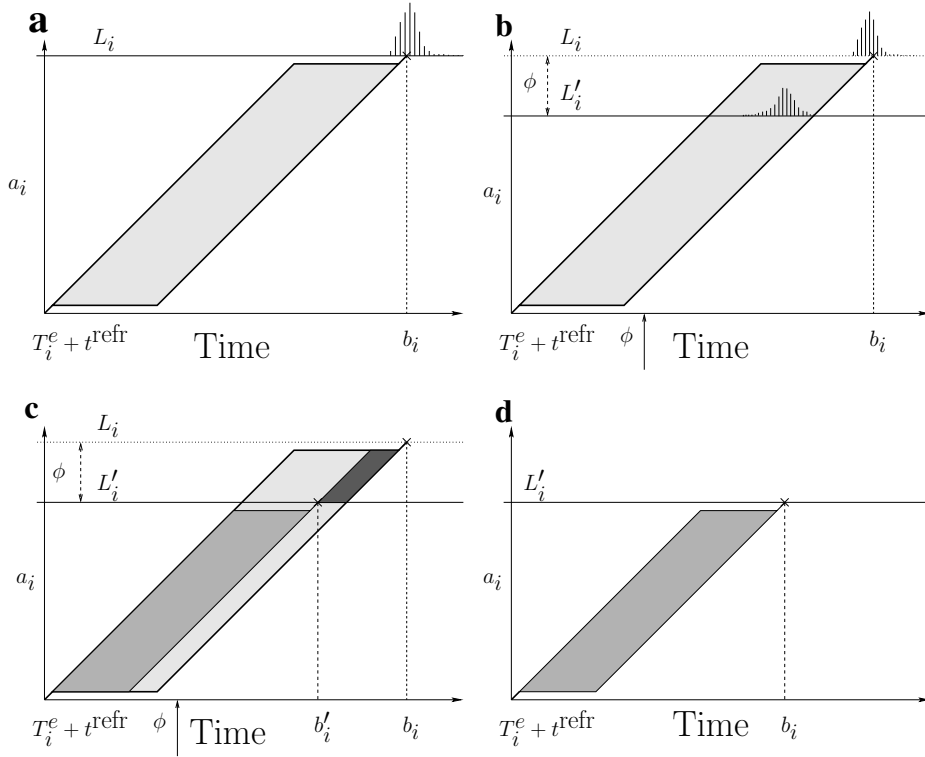 a
L_i
a_i
T_i^e + t^refr
Time
b_i
b
L_i
ϕ
L'_i
T_i^e + t^refr
ϕ
Time
b_i
c
L_i
ϕ
L'_i
a_i
T_i^e + t^refr
ϕ
Time
b'_i
b_i
d
L'_i
a_i
T_i^e + t^refr
Time
b_i